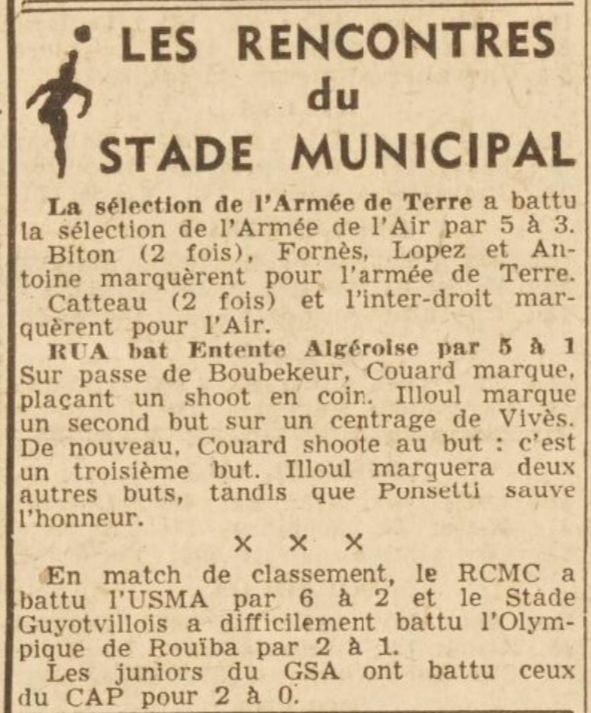 LES RENCONTRES
du
STADE MUNICIPAL
La sélection de l'Armée de Terre a battu
la sélection de l'Armée de l'Air par 5 à 3.
Biton (2 fois), Fornès, Lopez et An-
toine marquèrent pour l'armée de Terre.
Catteau (2 fois) et l'inter-droit mar-
quèrent pour l'Air.
RUA bat Entente Algéroise par 5 à 1
Sur passe de Boubekeur, Couard marque,
plaçant un shoot en coin. Illoul marque
un second but sur un centrage de Vivès.
De nouveau, Couard shoote au but : c'est
un troisième but. Illoul marquera deux
autres buts, tandis que Ponsetti sauve
l'honneur.
× × ×
En match de classement, le RCMC a
battu l'USMA par 6 à 2 et le Stade
Guyotvillois a difficilement battu l'Olym-
pique de Rouïba par 2 à 1.
Les juniors du GSA ont battu ceux
du CAP pour 2 à 0.